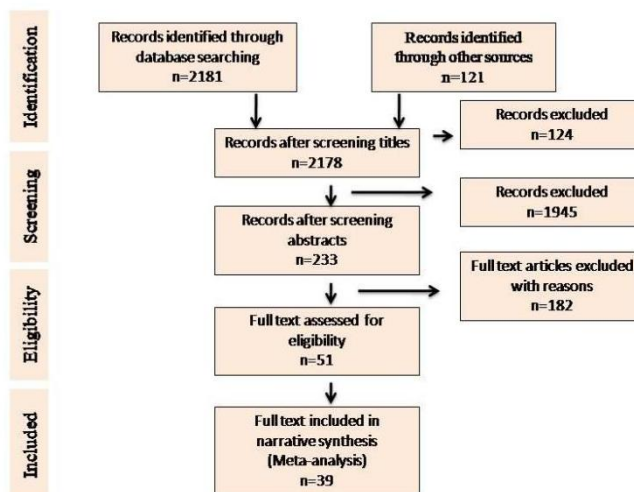 Identification
Records identified through
database searching
n=2181
Records identified
through other sources
n=121
Records excluded
n=124
Records after screening titles
n=2178
Screening
Records excluded
n=1945
Records after screening
abstracts
n=233
Eligibility
Full text articles excluded
with reasons
n=182
Full text assessed for
eligibility
n=51
Included
Full text included in
narrative synthesis
(Meta-analysis)
n=39